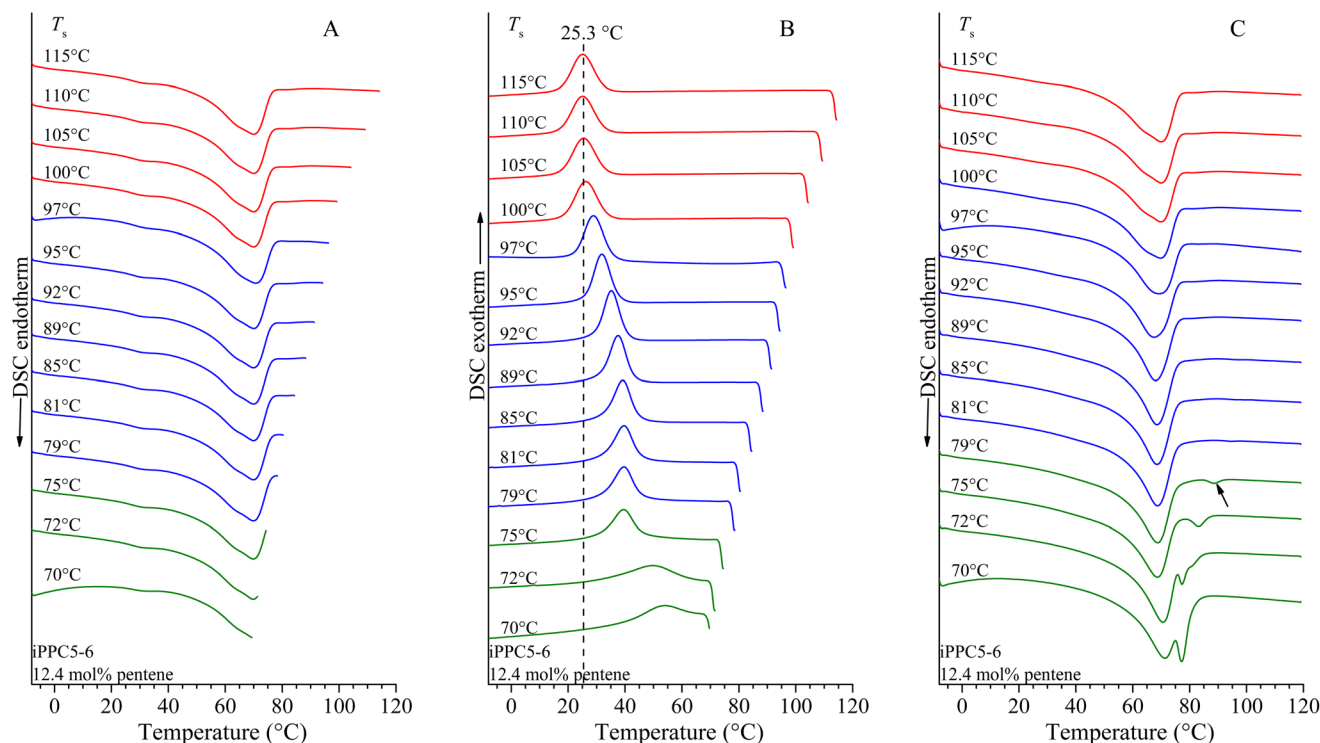 A
Ts
115°C
110°C
105°C
100°C
97°C
95°C
92°C
89°C
85°C
81°C
79°C
75°C
72°C
70°C
DSC endotherm
iPPC5-6
12.4 mol% pentene
0 20 40 60 80 100 120
Temperature (°C)
B
Ts
25.3 °C
115°C
110°C
105°C
100°C
97°C
95°C
92°C
89°C
85°C
81°C
79°C
75°C
72°C
70°C
DSC exotherm
iPPC5-6
12.4 mol% pentene
0 20 40 60 80 100 120
Temperature (°C)
C
Ts
115°C
110°C
105°C
100°C
97°C
95°C
92°C
89°C
85°C
81°C
79°C
75°C
72°C
70°C
DSC endotherm
iPPC5-6
12.4 mol% pentene
0 20 40 60 80 100 120
Temperature (°C)